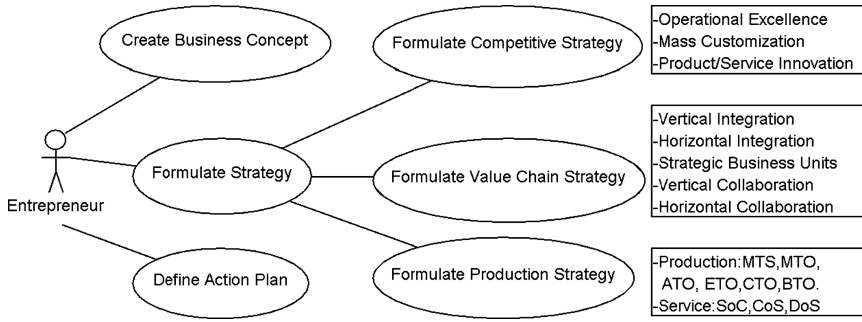 Create Business Concept
Formulate Competitive Strategy
-Operational Excellence
-Mass Customization
-Product/Service Innovation
Entrepreneur
Formulate Strategy
Formulate Value Chain Strategy
-Vertical Integration
-Horizontal Integration
-Strategic Business Units
-Vertical Collaboration
-Horizontal Collaboration
Define Action Plan
Formulate Production Strategy
-Production:MTS,MTO,
ATO, ETO,CTO,BTO.
-Service:SoC,CoS,DoS